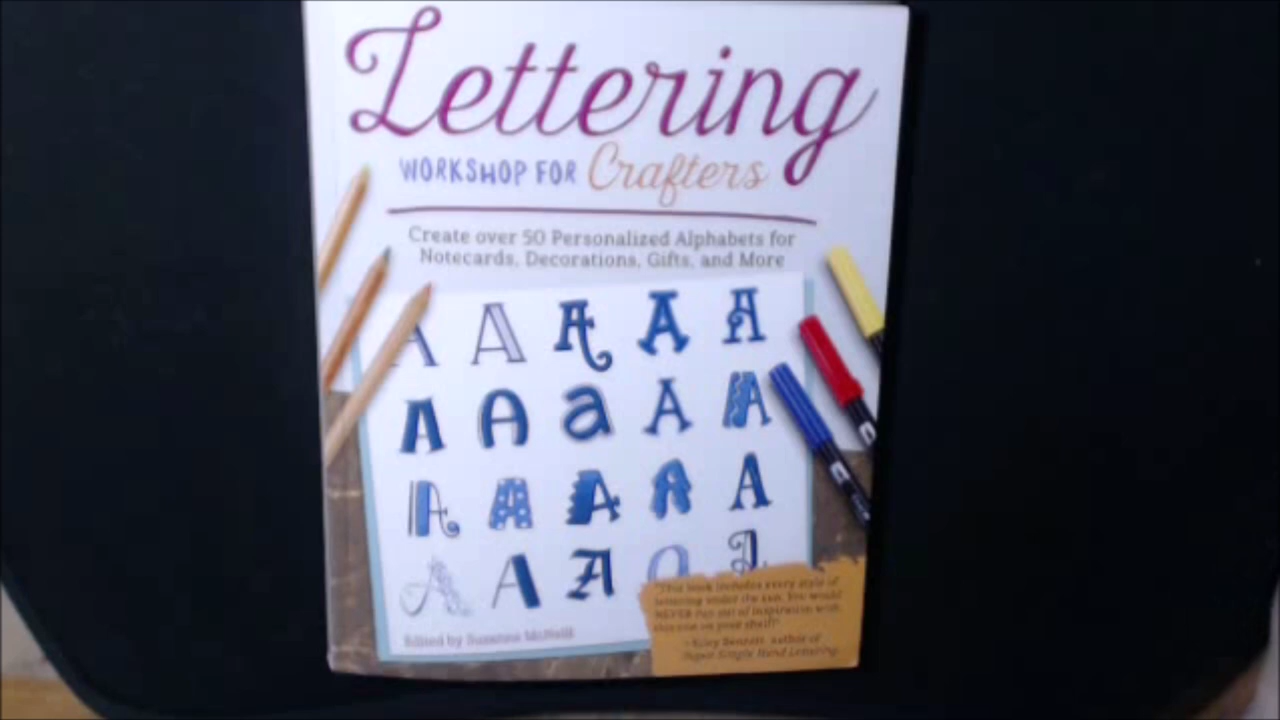 Lettering
WORKSHOP FOR Crafters
Create over 50 Personalized Alphabets for
Notecards, Decorations, Gifts, and More
A A A A A
A A a A A
A A A A A
A A A a a
Edited by Suzanne McNeill
"This book includes every style of
lettering under the sun. You would
NEVER run out of inspiration with
this one on your shelf!"
—Kiley Bennett, author of
Super Simple Hand Lettering